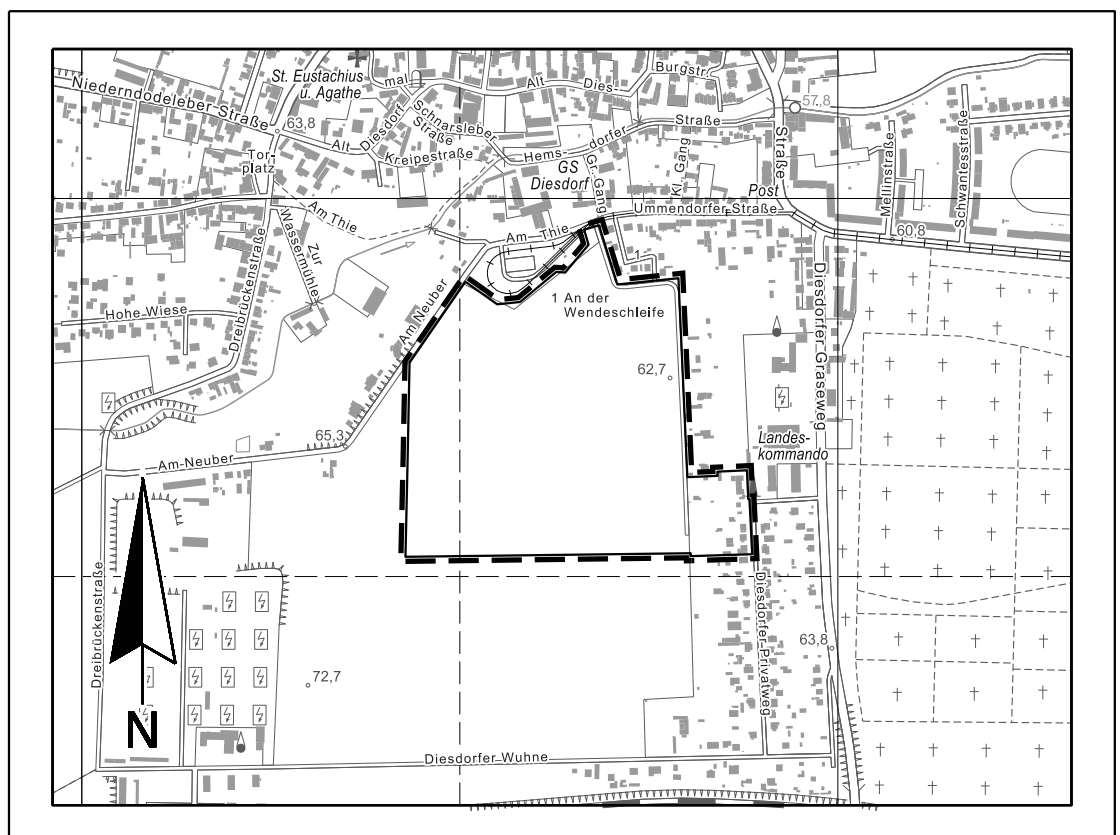 St. Eustachius
u. Agathe
mal
Alt
Dies-
Burgstr.
Niederndodeleber Straße
63,8
57,8
Schnarsleber
Straße
Alt
Diesdorf
Kreipestraße
Hems-
dorfer
Straße
Straße
Tor-
platz
GS
Diesdorf
Gr. Gang
Kl. Gang
Post
Mellinstraße
Schwantesstraße
Am Thie
Ummendorfer Straße
Am Thie
60,8
Zur
Wassermühle
Dreibrückenstraße
Hohe Wiese
Am Neuber
1
1 An der
Wendeschleife
62,7
Diesdorfer Graseweg
65,3
Am Neuber
Landes-
kommando
Dreibrückenstraße
Diesdorfer Privatweg
63,8
72,7
N
Diesdorfer Wuhne